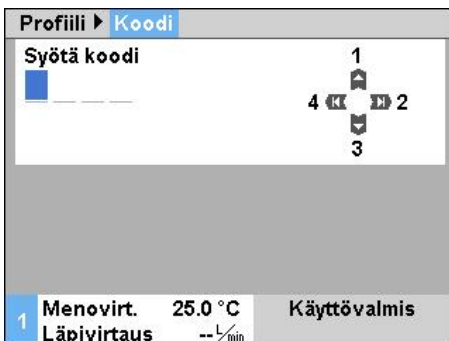 Profiili Koodi
Syötä koodi
1
4 2
3
1 Menovirt. 25.0 °C Käyttövalmis
Läpivirtaus -- L/min